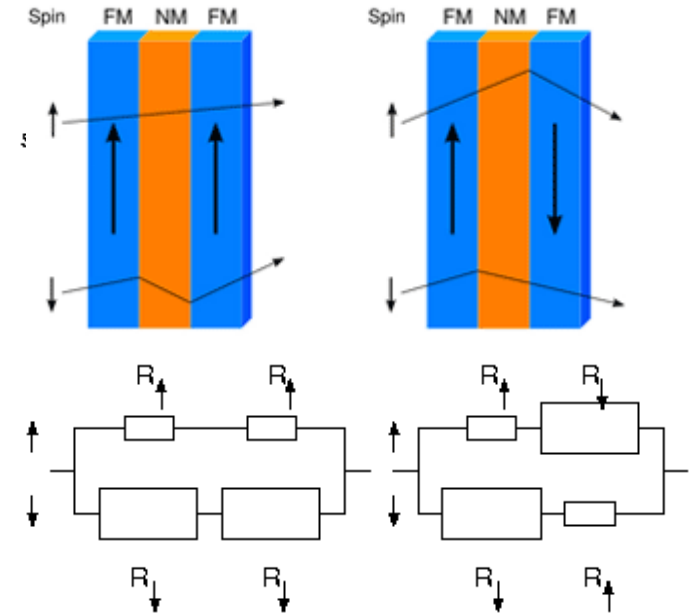 Spin FM NM FM
Spin FM NM FM
R↑ R↑
R↑ R↓
R↓ R↓
R↓ R↑